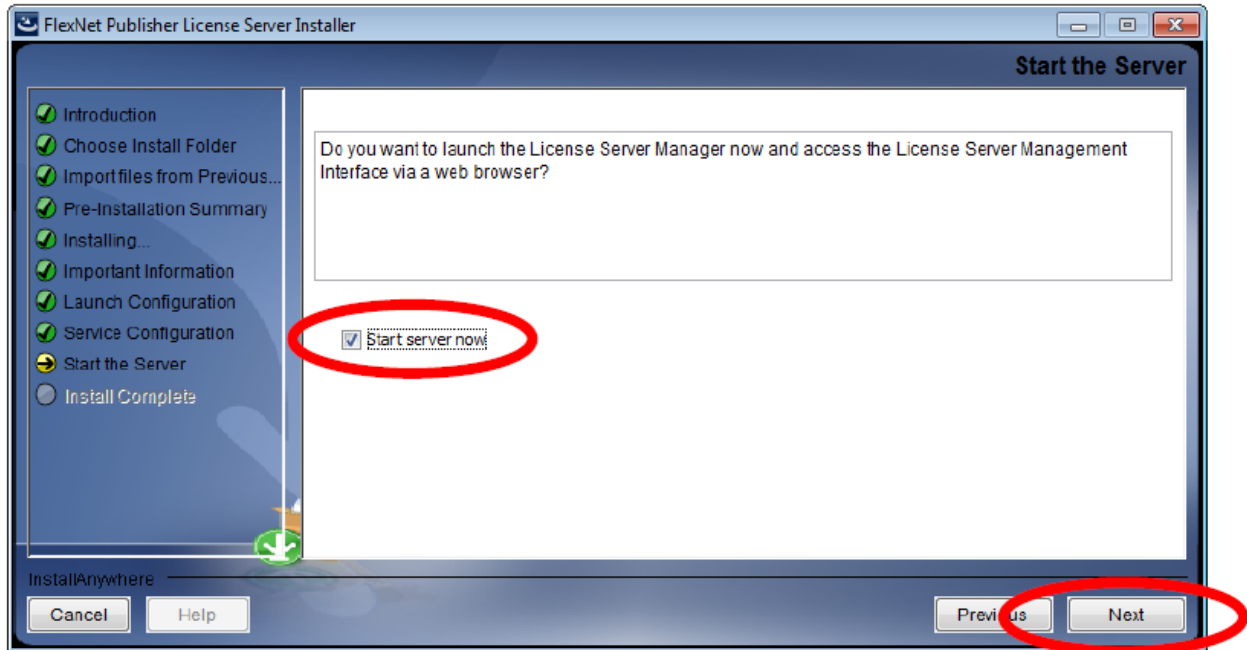 FlexNet Publisher License Server Installer
Start the Server
Introduction
Choose Install Folder
Import files from Previous...
Pre-Installation Summary
Installing...
Important Information
Launch Configuration
Service Configuration
Start the Server
Install Complete
Do you want to launch the License Server Manager now and access the License Server Management
Interface via a web browser?
Start server now
InstallAnywhere
Cancel
Help
Previous
Next